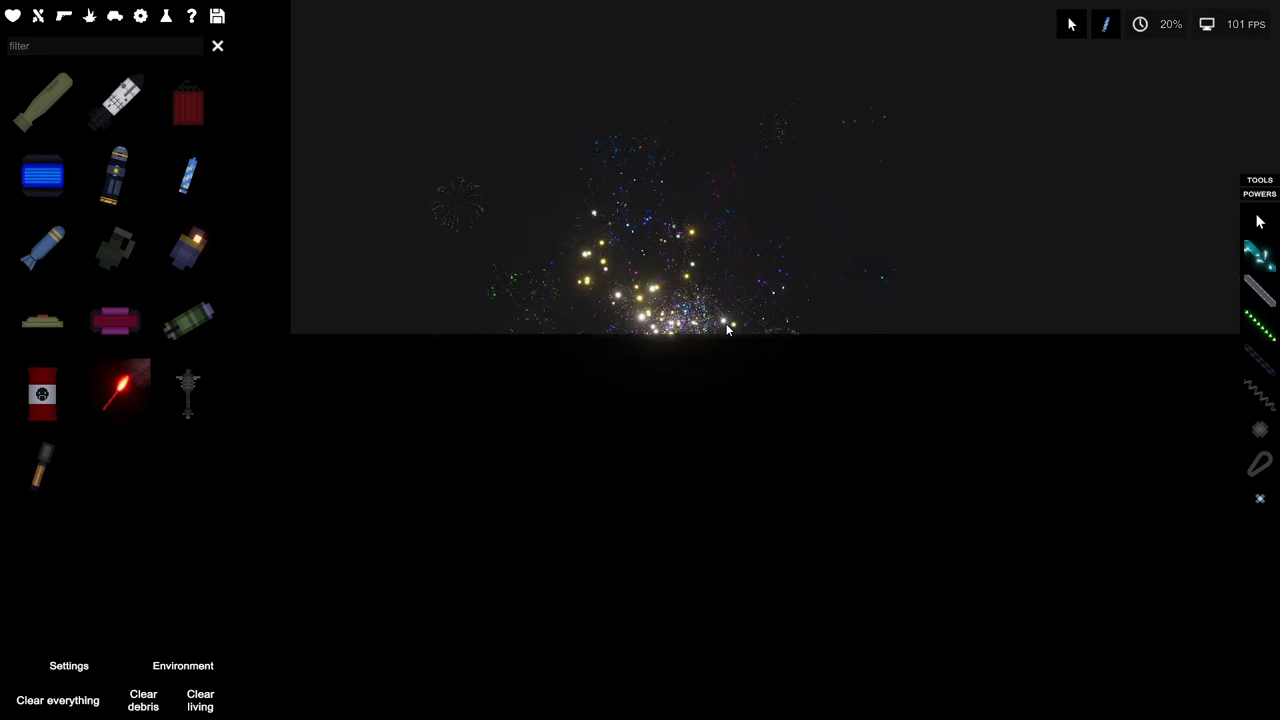 filter
20%
101 FPS
TOOLS
POWERS
Settings
Environment
Clear everything
Clear debris
Clear living